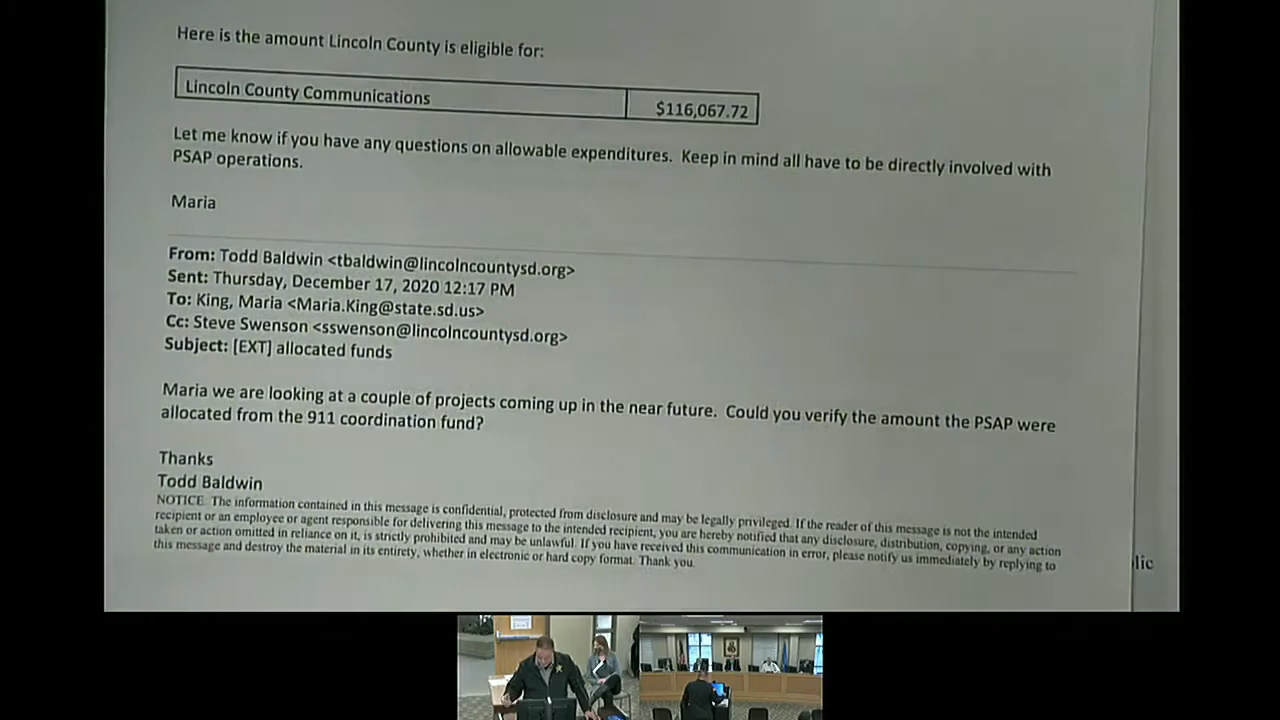 Here is the amount Lincoln County is eligible for:
Lincoln County Communications $116,067.72
Let me know if you have any questions on allowable expenditures. Keep in mind all have to be directly involved with
PSAP operations.
Maria
From: Todd Baldwin <tbaldwin@lincolncountysd.org>
Sent: Thursday, December 17, 2020 12:17 PM
To: King, Maria <Maria.King@state.sd.us>
Cc: Steve Swenson <sswenson@lincolncountysd.org>
Subject: [EXT] allocated funds
Maria we are looking at a couple of projects coming up in the near future. Could you verify the amount the PSAP were
allocated from the 911 coordination fund?
Thanks
Todd Baldwin
NOTICE. The information contained in this message is confidential, protected from disclosure and may be legally privileged. If the reader of this message is not the intended
recipient or an employee or agent responsible for delivering this message to the intended recipient, you are hereby notified that any disclosure, distribution, copying, or any action
taken or action omitted in reliance on it, is strictly prohibited and may be unlawful. If you have received this communication in error, please notify us immediately by replying to
this message and destroy the material in its entirety, whether in electronic or hard copy format. Thank you.
lic